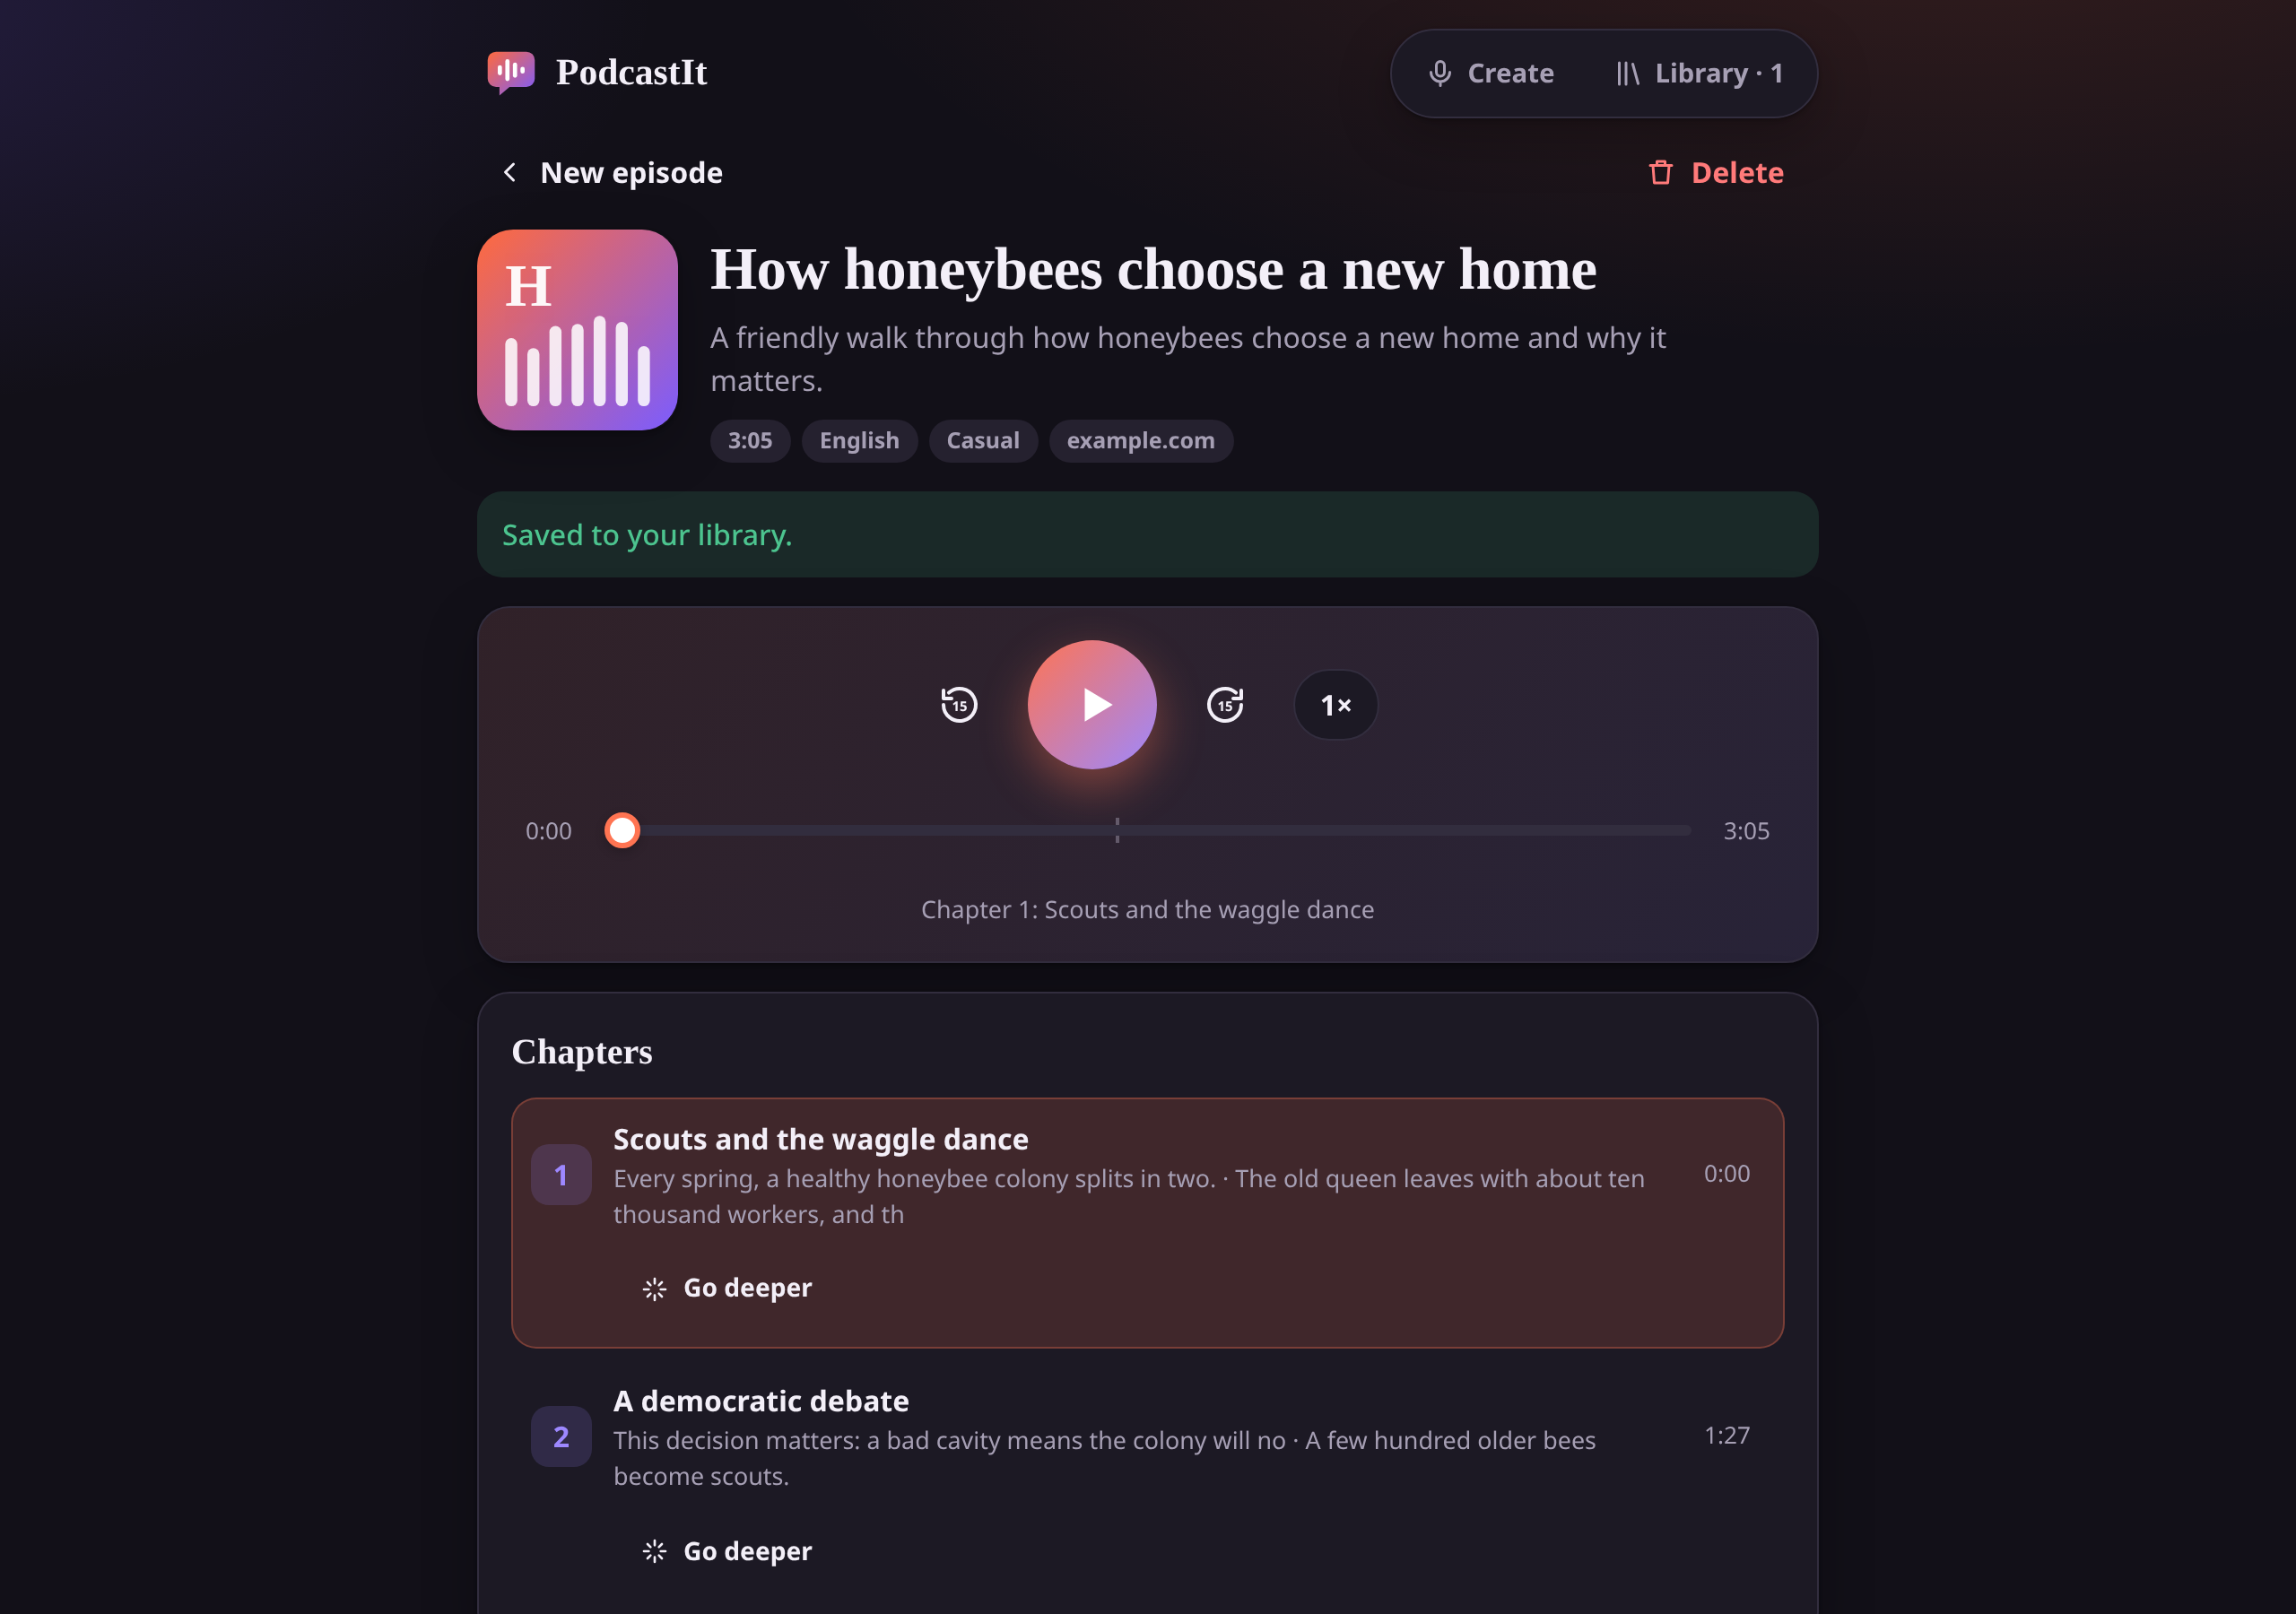 PodcastIt
Create
Library · 1
New episode
Delete
H
How honeybees choose a new home
A friendly walk through how honeybees choose a new home and why it
matters.
3:05
English
Casual
example.com
Saved to your library.
15
15
1×
0:00
3:05
Chapter 1: Scouts and the waggle dance
Chapters
1
Scouts and the waggle dance
Every spring, a healthy honeybee colony splits in two. · The old queen leaves with about ten
thousand workers, and th
0:00
Go deeper
2
A democratic debate
This decision matters: a bad cavity means the colony will no · A few hundred older bees
become scouts.
1:27
Go deeper